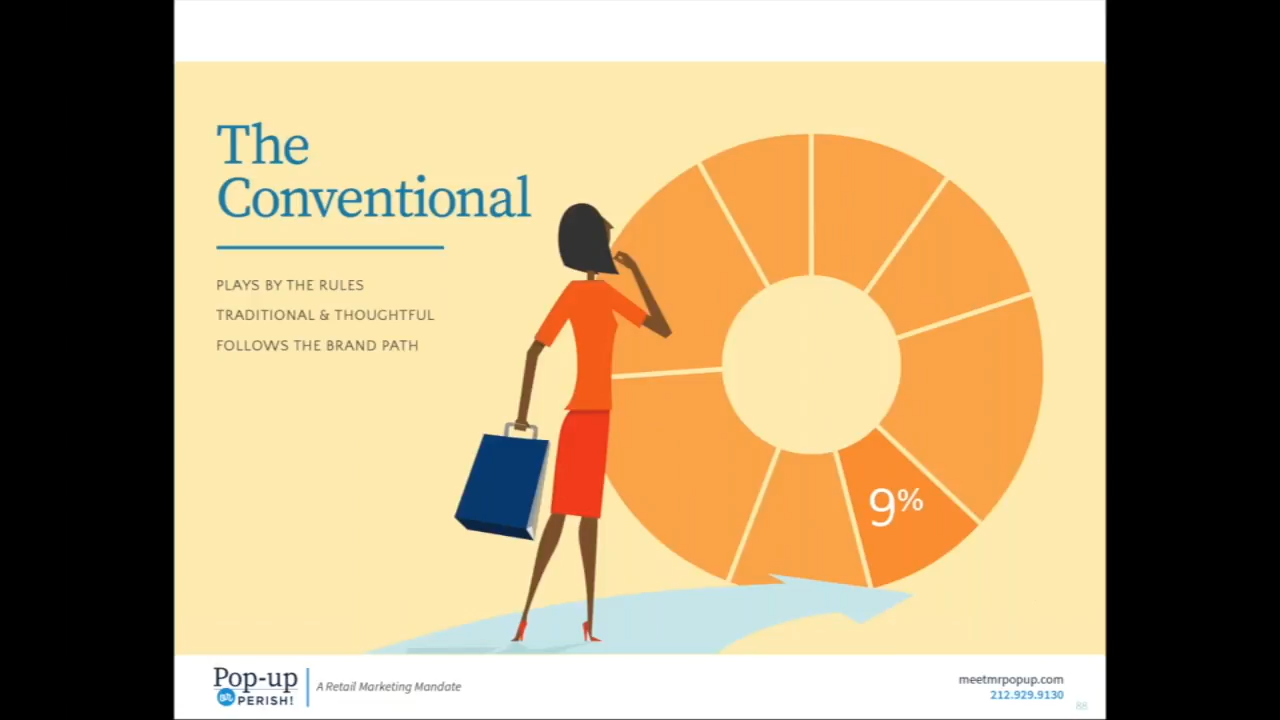 The
Conventional
PLAYS BY THE RULES
TRADITIONAL & THOUGHTFUL
FOLLOWS THE BRAND PATH
9%
Pop-up
OR PERISH!
A Retail Marketing Mandate
meetmrpopup.com
212.929.9130
88